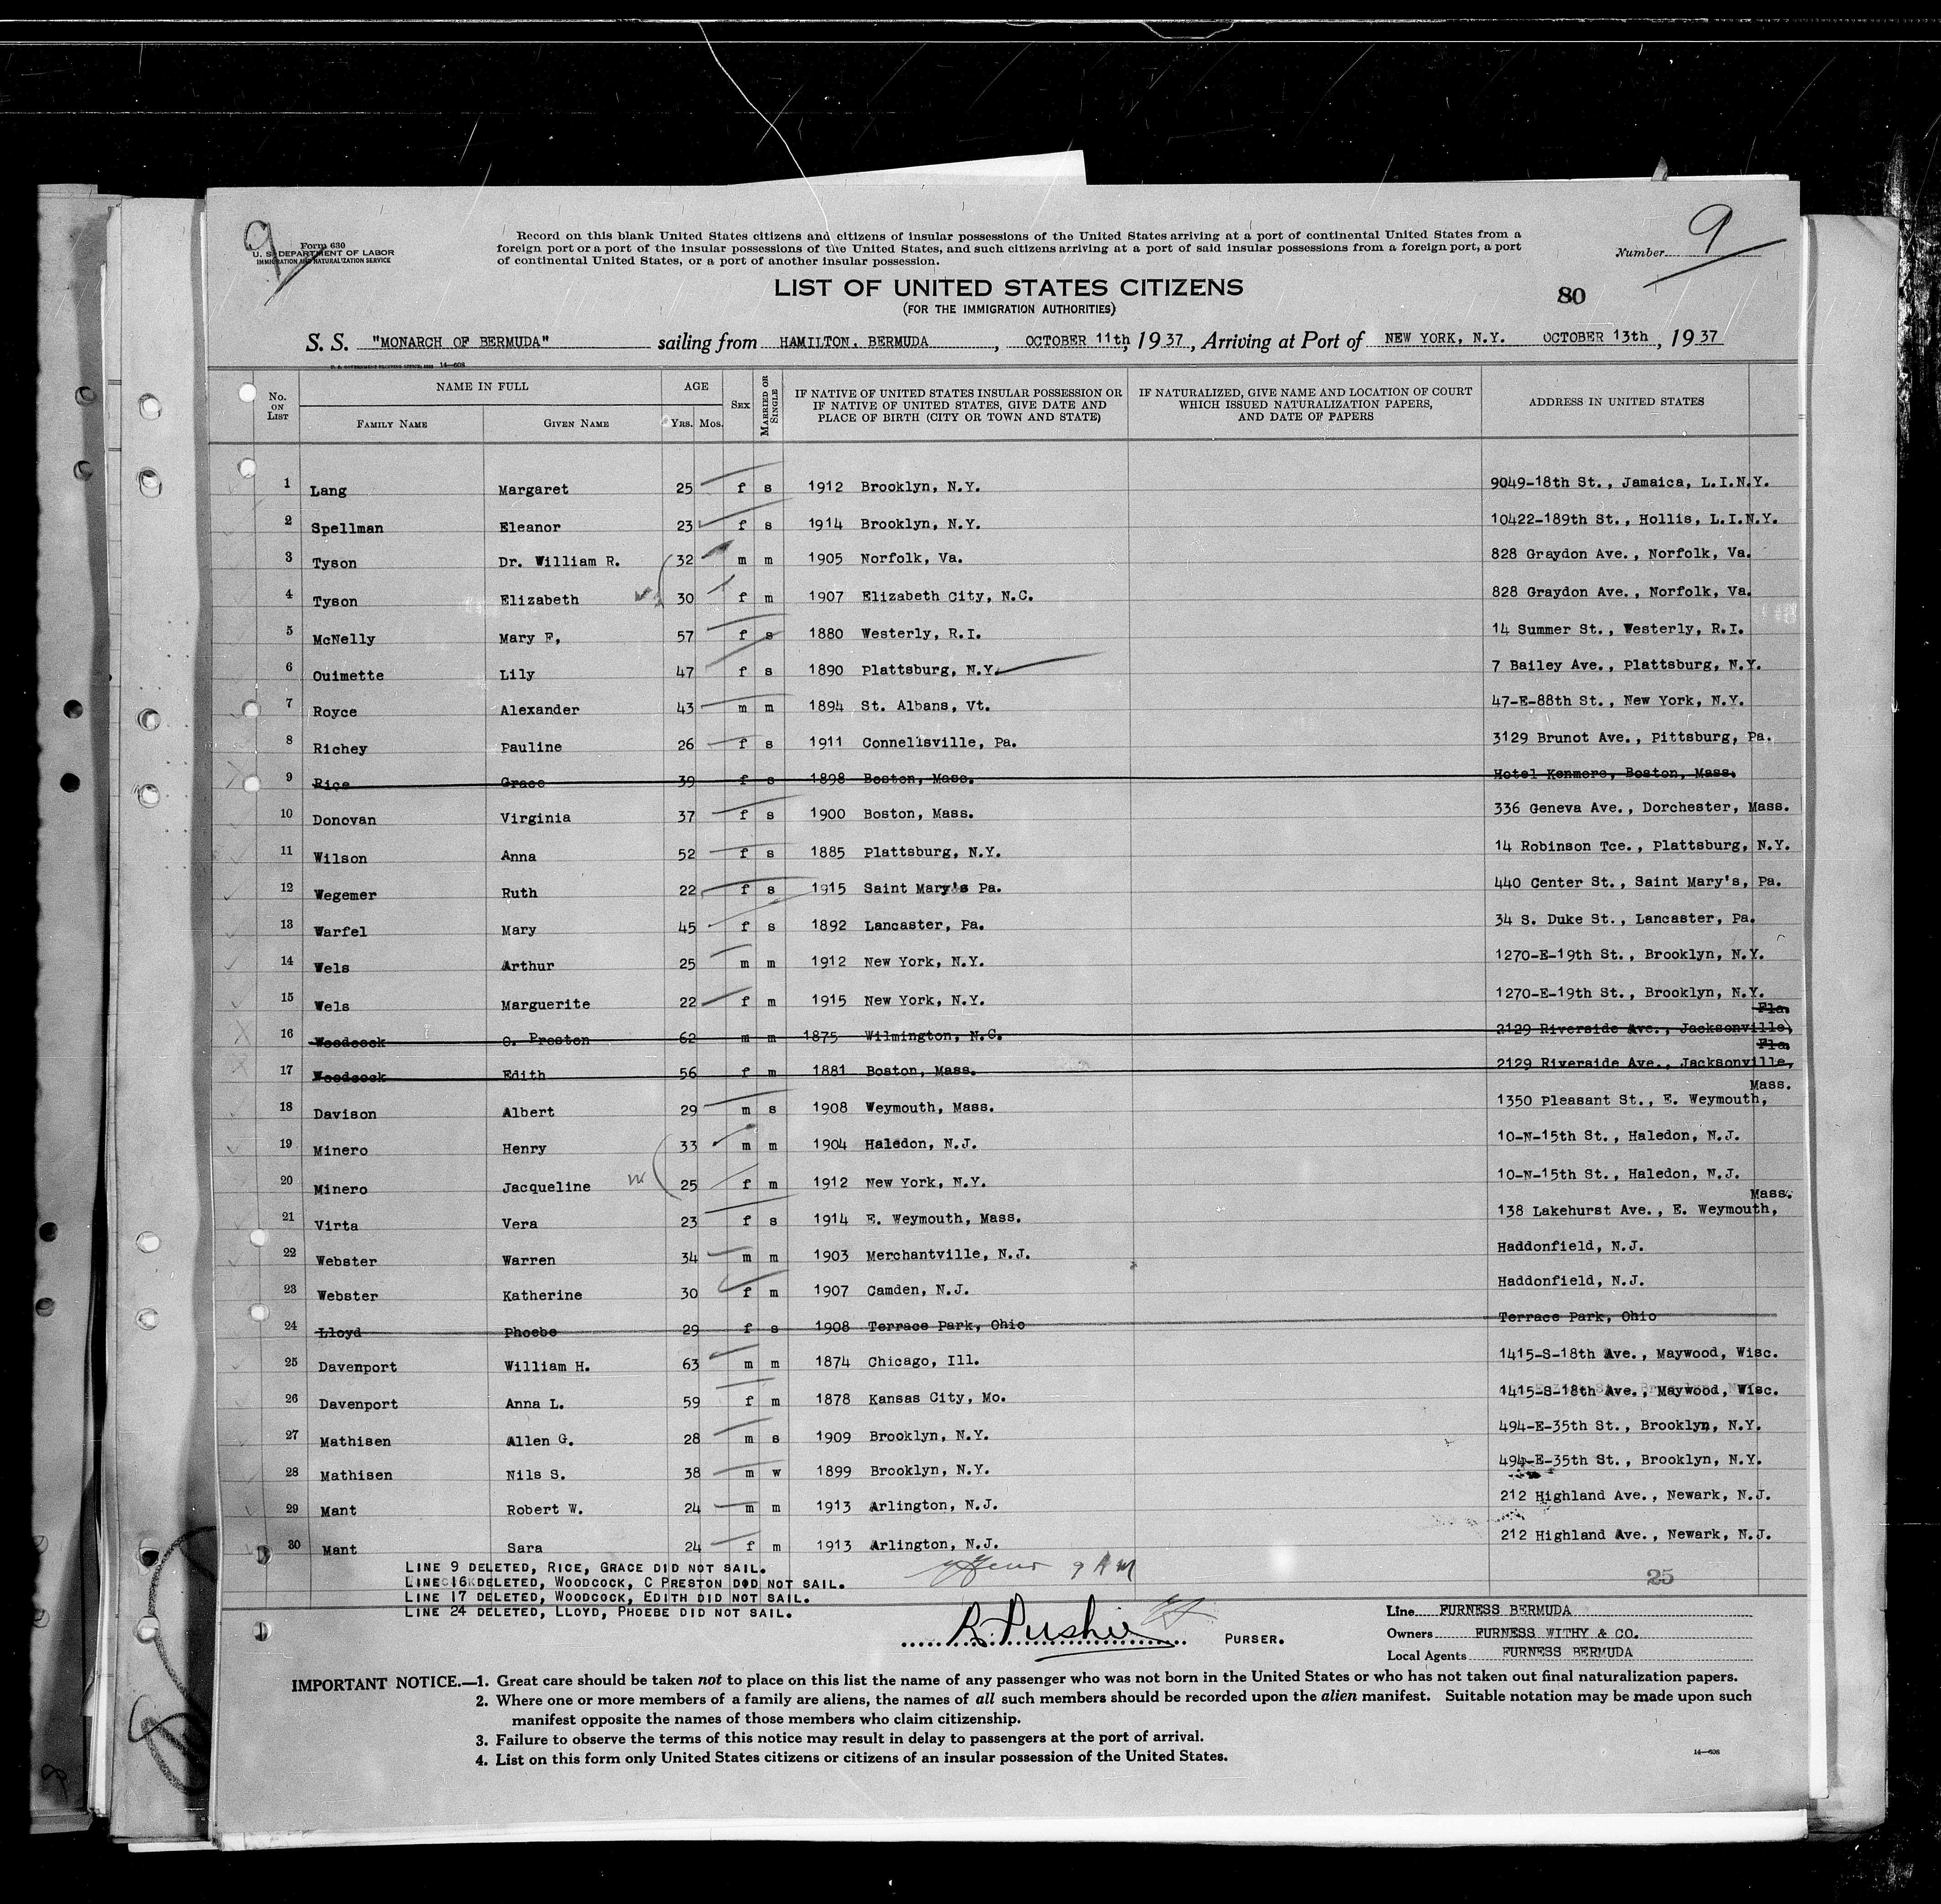 9
Form 630
U. S. DEPARTMENT OF LABOR
IMMIGRATION AND NATURALIZATION SERVICE
Record on this blank United States citizens and citizens of insular possessions of the United States arriving at a port of continental United States from a
foreign port or a port of the insular possessions of the United States, and such citizens arriving at a port of said insular possessions from a foreign port, a port
of continental United States, or a port of another insular possession.
Number 9
LIST OF UNITED STATES CITIZENS
(FOR THE IMMIGRATION AUTHORITIES)
80
S. S. "MONARCH OF BERMUDA" sailing from HAMILTON, BERMUDA, OCTOBER 11th, 1937, Arriving at Port of NEW YORK, N.Y. OCTOBER 13th, 1937
14—608
No. ON LIST
NAME IN FULL
FAMILY NAME
GIVEN NAME
AGE
YRS. MOS.
SEX
MARRIED OR SINGLE
IF NATIVE OF UNITED STATES INSULAR POSSESSION OR
IF NATIVE OF UNITED STATES, GIVE DATE AND
PLACE OF BIRTH (CITY OR TOWN AND STATE)
IF NATURALIZED, GIVE NAME AND LOCATION OF COURT
WHICH ISSUED NATURALIZATION PAPERS,
AND DATE OF PAPERS
ADDRESS IN UNITED STATES
1 Lang Margaret 25 f s 1912 Brooklyn, N.Y. 9049-18th St., Jamaica, L.I.N.Y.
2 Spellman Eleanor 23 f s 1914 Brooklyn, N.Y. 10422-189th St., Hollis, L.I.N.Y.
3 Tyson Dr. William R. 32 m m 1905 Norfolk, Va. 828 Graydon Ave., Norfolk, Va.
4 Tyson Elizabeth 30 f m 1907 Elizabeth City, N.C. 828 Graydon Ave., Norfolk, Va.
5 McNelly Mary F, 57 f s 1880 Westerly, R.I. 14 Summer St., Westerly, R.I.
6 Ouimette Lily 47 f s 1890 Plattsburg, N.Y. 7 Bailey Ave., Plattsburg, N.Y.
7 Royce Alexander 43 m m 1894 St. Albans, Vt. 47-E-88th St., New York, N.Y.
8 Richey Pauline 26 f s 1911 Connellsville, Pa. 3129 Brunot Ave., Pittsburg, Pa.
9 Rice Grace 39 f s 1898 Boston, Mass. Hotel Kenmore, Boston, Mass.
10 Donovan Virginia 37 f s 1900 Boston, Mass. 336 Geneva Ave., Dorchester, Mass.
11 Wilson Anna 52 f s 1885 Plattsburg, N.Y. 14 Robinson Tce., Plattsburg, N.Y.
12 Wegemer Ruth 22 f s 1915 Saint Mary's Pa. 440 Center St., Saint Mary's, Pa.
13 Warfel Mary 45 f s 1892 Lancaster, Pa. 34 S. Duke St., Lancaster, Pa.
14 Wels Arthur 25 m m 1912 New York, N.Y. 1270-E-19th St., Brooklyn, N.Y.
15 Wels Marguerite 22 f m 1915 New York, N.Y. 1270-E-19th St., Brooklyn, N.Y.
16 Woodcock C. Preston 62 m m 1875 Wilmington, N.C. 2129 Riverside Ave., Jacksonville, Fla.
17 Woodcock Edith 56 f m 1881 Boston, Mass. 2129 Riverside Ave., Jacksonville, Fla.
18 Davison Albert 29 m s 1908 Weymouth, Mass. 1350 Pleasant St., E. Weymouth, Mass.
19 Minero Henry 33 m m 1904 Haledon, N.J. 10-N-15th St., Haledon, N.J.
20 Minero Jacqueline 25 f m 1912 New York, N.Y. 10-N-15th St., Haledon, N.J.
21 Virta Vera 23 f s 1914 E. Weymouth, Mass. 138 Lakehurst Ave., E. Weymouth, Mass.
22 Webster Warren 34 m m 1903 Merchantville, N.J. Haddonfield, N.J.
23 Webster Katherine 30 f m 1907 Camden, N.J. Haddonfield, N.J.
24 Lloyd Phoebe 29 f s 1908 Terrace Park, Ohio Terrace Park, Ohio
25 Davenport William H. 63 m m 1874 Chicago, Ill. 1415-S-18th Ave., Maywood, Wisc.
26 Davenport Anna L. 59 f m 1878 Kansas City, Mo. 1415-S-18th Ave., Maywood, Wisc.
27 Mathisen Allen G. 28 m s 1909 Brooklyn, N.Y. 494-E-35th St., Brooklyn, N.Y.
28 Mathisen Nils S. 38 m w 1899 Brooklyn, N.Y. 494-E-35th St., Brooklyn, N.Y.
29 Mant Robert W. 24 m m 1913 Arlington, N.J. 212 Highland Ave., Newark, N.J.
30 Mant Sara 24 f m 1913 Arlington, N.J. 212 Highland Ave., Newark, N.J.
LINE 9 DELETED, RICE, GRACE DID NOT SAIL.
LINE 16 DELETED, WOODCOCK, C PRESTON DID NOT SAIL.
LINE 17 DELETED, WOODCOCK, EDITH DID NOT SAIL.
LINE 24 DELETED, LLOYD, PHOEBE DID NOT SAIL.
9 AM
25
R. Pushie PURSER.
Line FURNESS BERMUDA
Owners FURNESS WITHY & CO.
Local Agents FURNESS BERMUDA
IMPORTANT NOTICE.—1. Great care should be taken not to place on this list the name of any passenger who was not born in the United States or who has not taken out final naturalization papers.
2. Where one or more members of a family are aliens, the names of all such members should be recorded upon the alien manifest. Suitable notation may be made upon such
manifest opposite the names of those members who claim citizenship.
3. Failure to observe the terms of this notice may result in delay to passengers at the port of arrival.
4. List on this form only United States citizens or citizens of an insular possession of the United States.
14—608